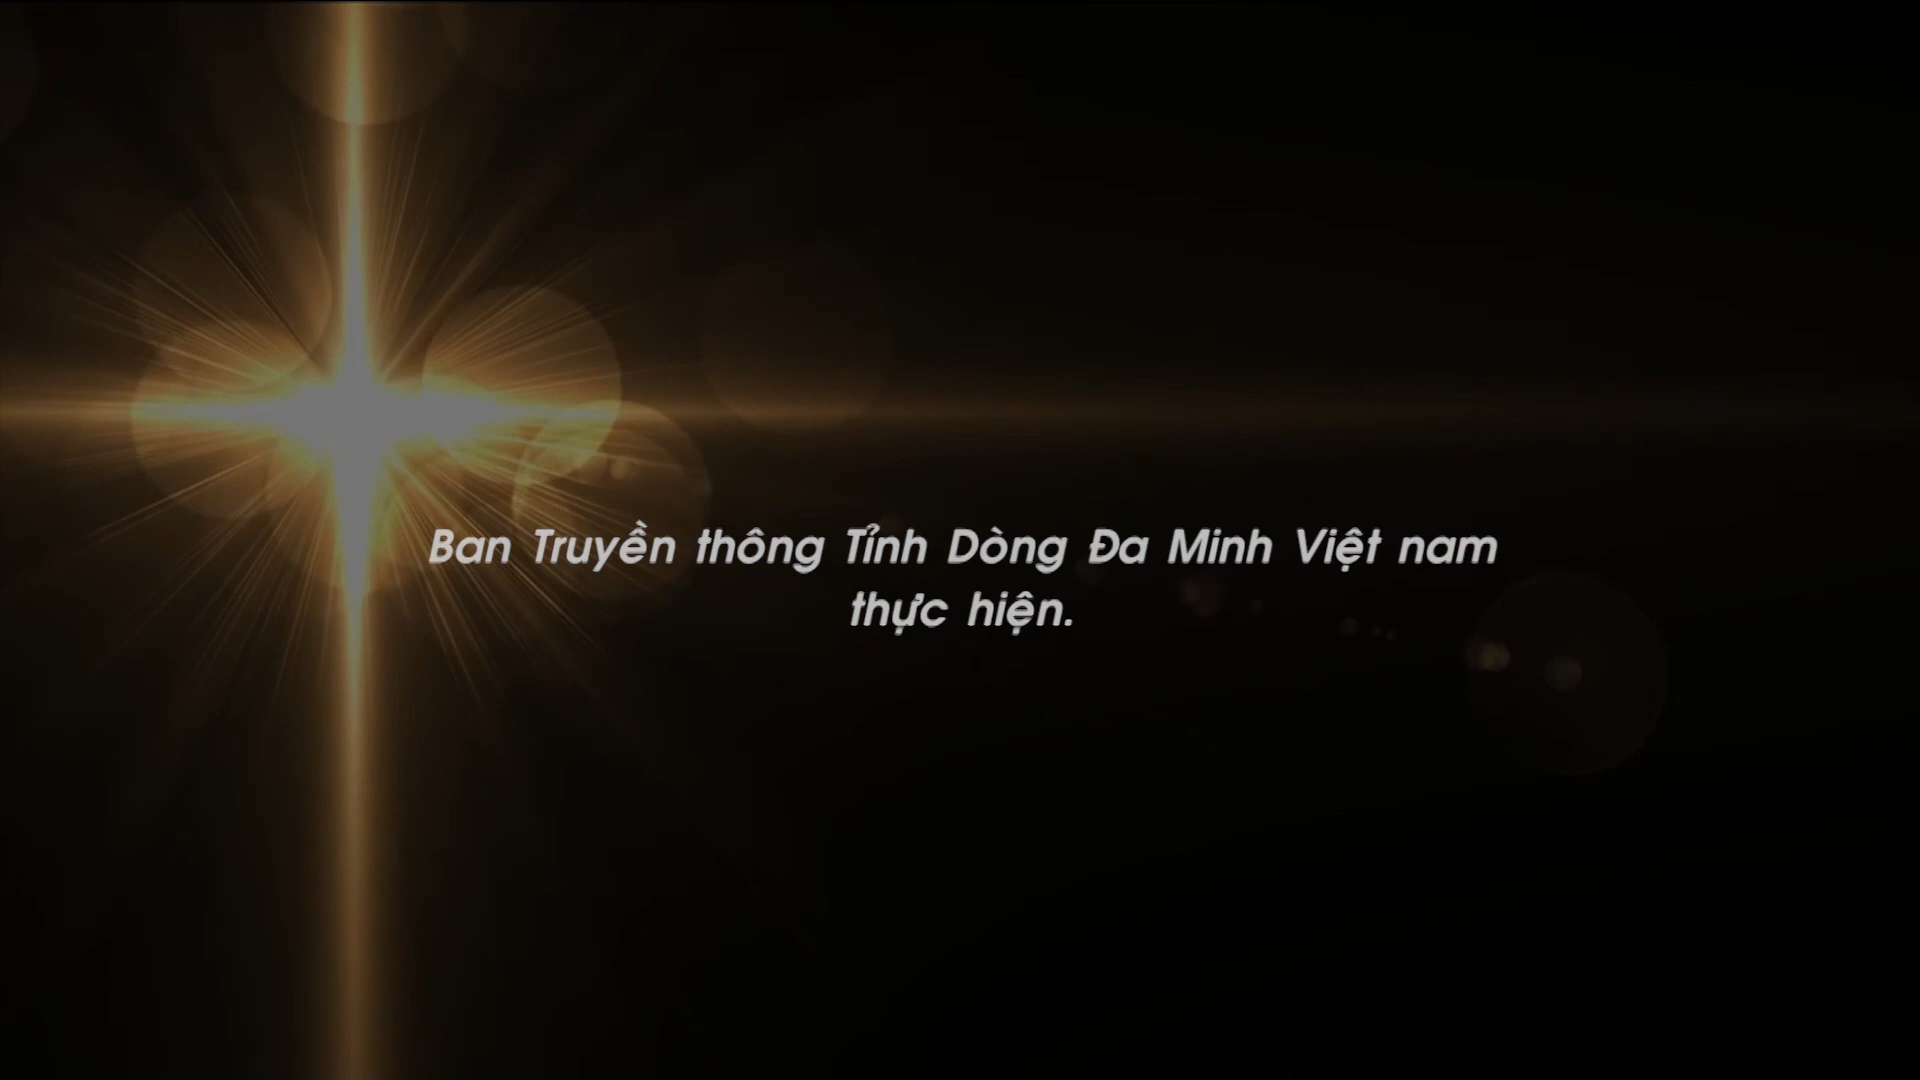 Ban Truyền thông Tỉnh Dòng Đa Minh Việt nam
thực hiện.